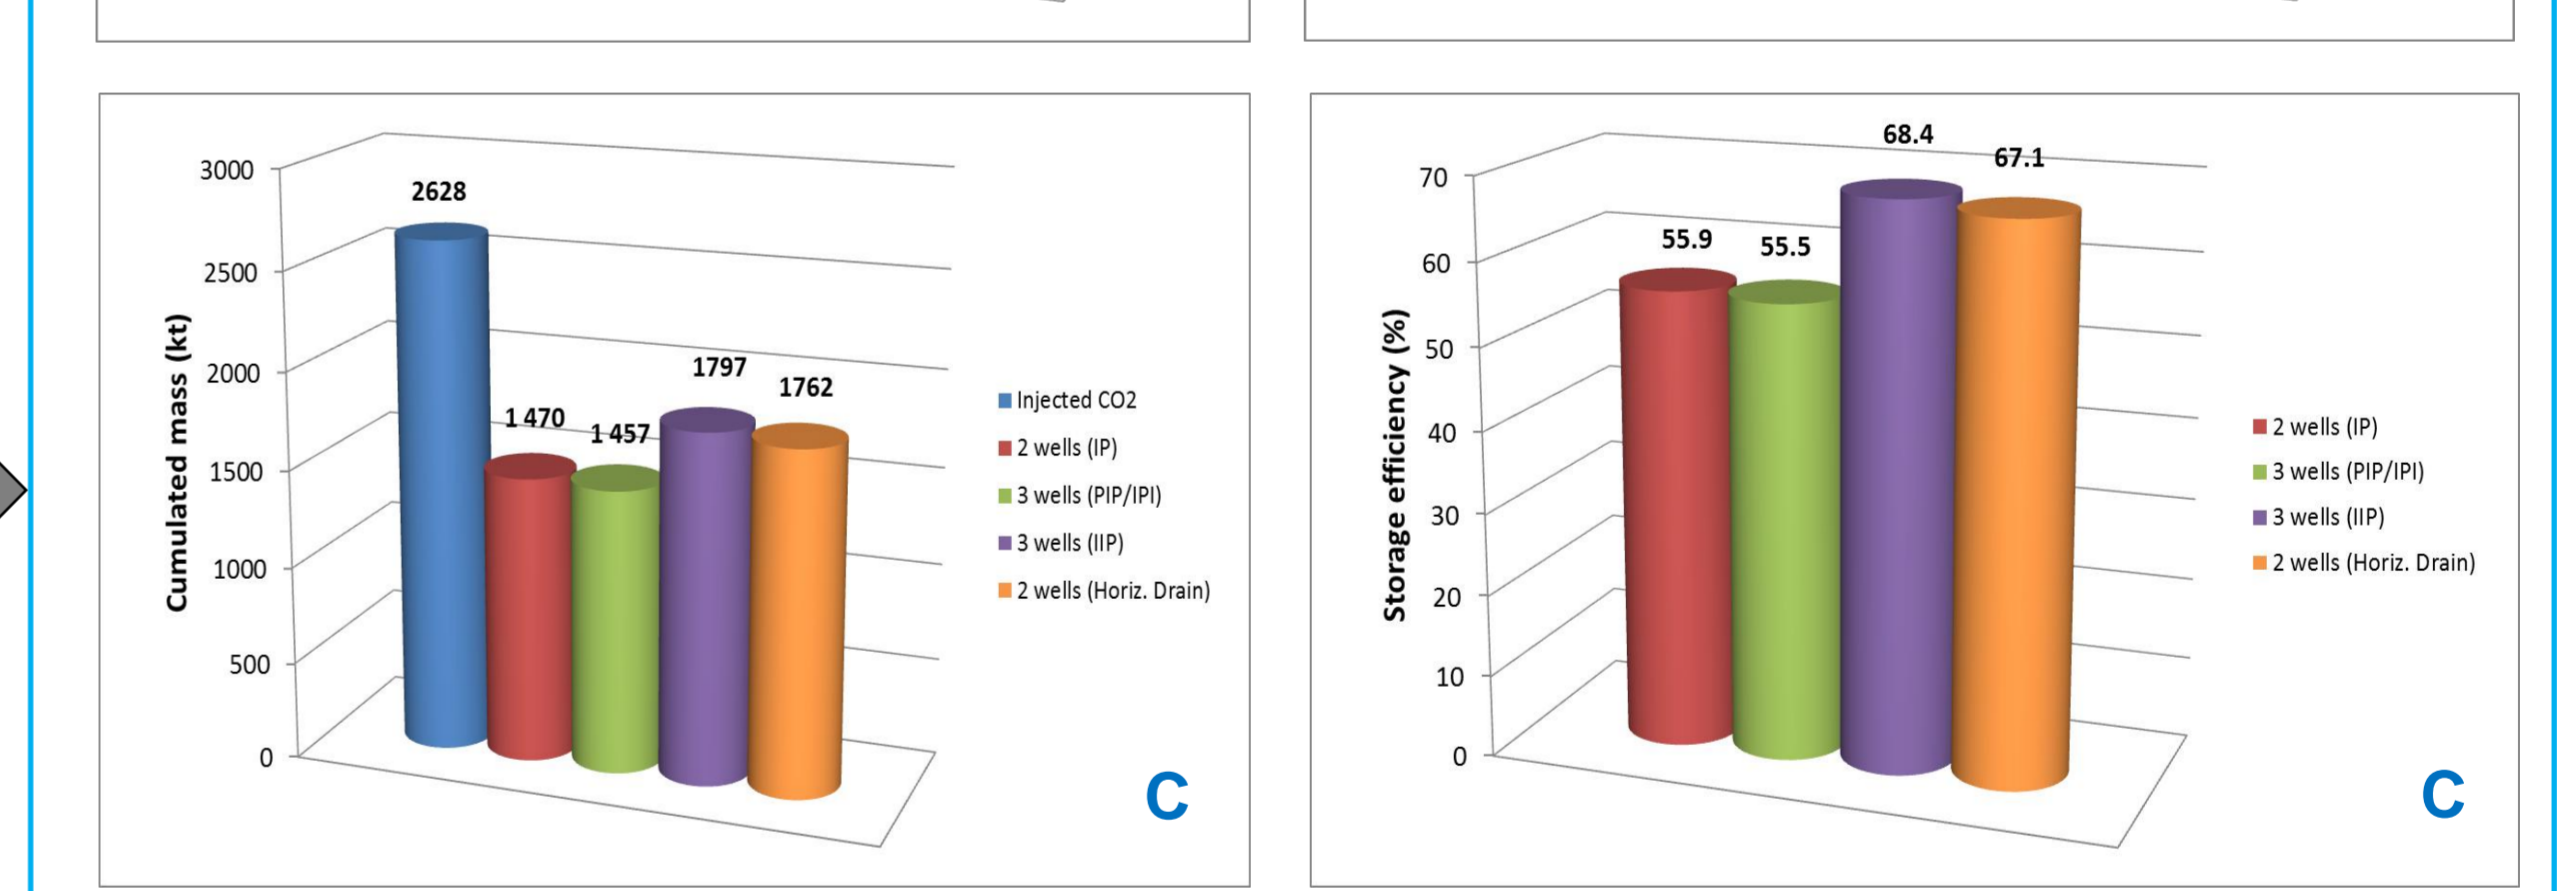 3000
2500
2000
1500
1000
500
0
Cumulated mass (kt)
2628
1 470
1 457
1797
1762
Injected CO2
2 wells (IP)
3 wells (PIP/IPI)
3 wells (IIP)
2 wells (Horiz. Drain)
C
70
60
50
40
30
20
10
0
Storage efficiency (%)
55.9
55.5
68.4
67.1
2 wells (IP)
3 wells (PIP/IPI)
3 wells (IIP)
2 wells (Horiz. Drain)
C